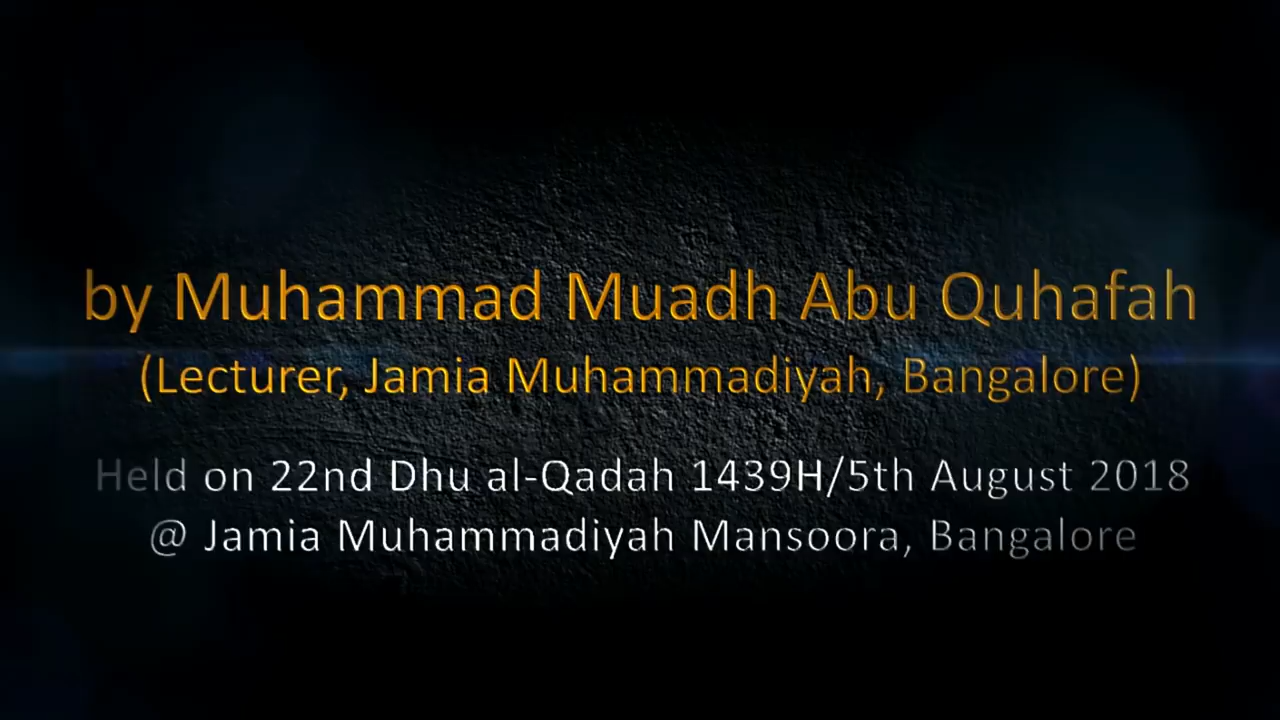 by Muhammad Muadh Abu Quhafah
(Lecturer, Jamia Muhammadiyah, Bangalore)
Held on 22nd Dhu al-Qadah 1439H/5th August 2018
@ Jamia Muhammadiyah Mansoora, Bangalore